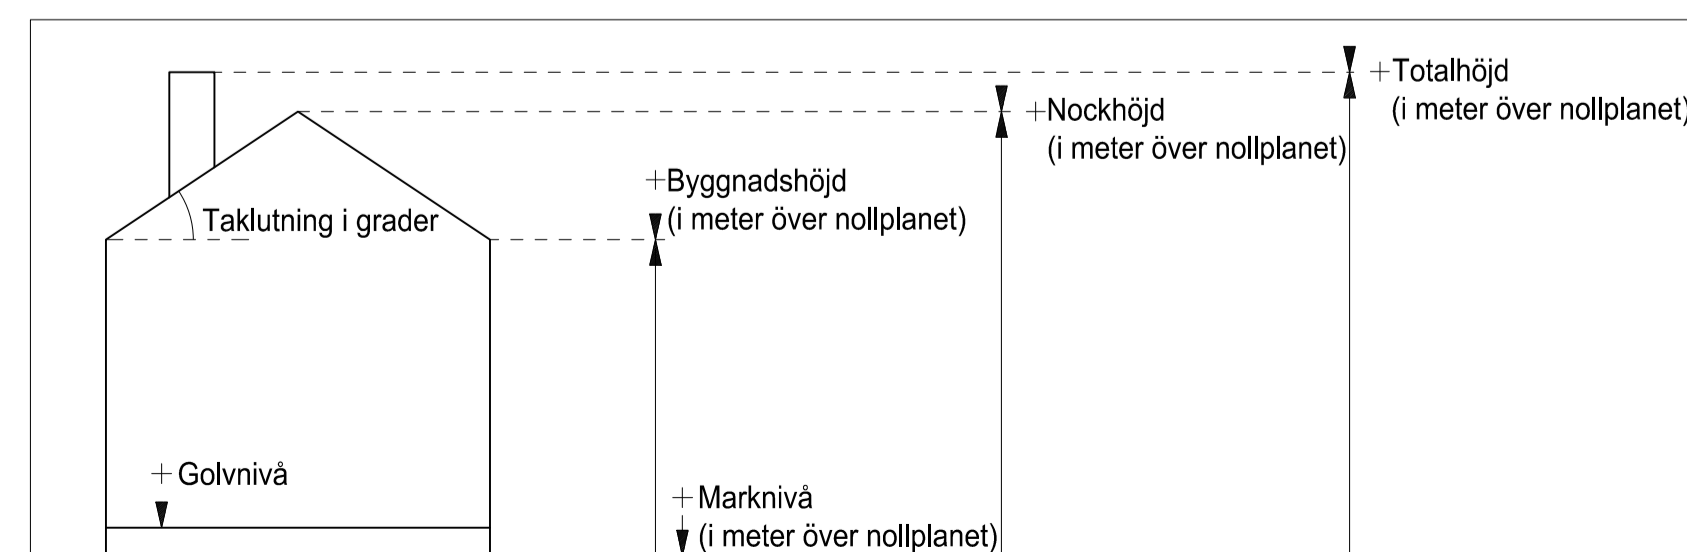 +Totalhöjd
(i meter över nollplanet)
+Nockhöjd
(i meter över nollplanet)
+Byggnadshöjd
(i meter över nollplanet)
Taklutning i grader
+ Golvnivå
+ Marknivå
(i meter över nollplanet)